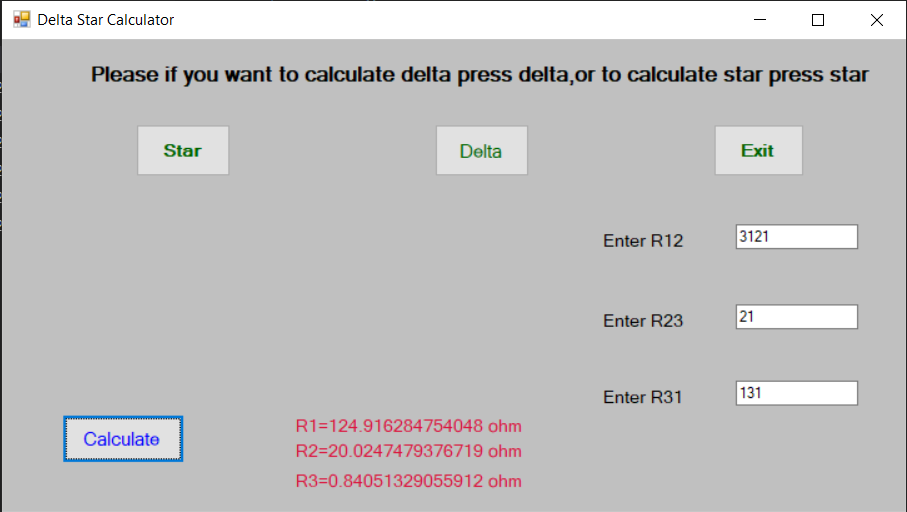 Delta Star Calculator
Please if you want to calculate delta press delta,or to calculate star press star
Star
Delta
Exit
Enter R12
3121
Enter R23
21
Enter R31
131
Calculate
R1=124.916284754048 ohm
R2=20.0247479376719 ohm
R3=0.84051329055912 ohm